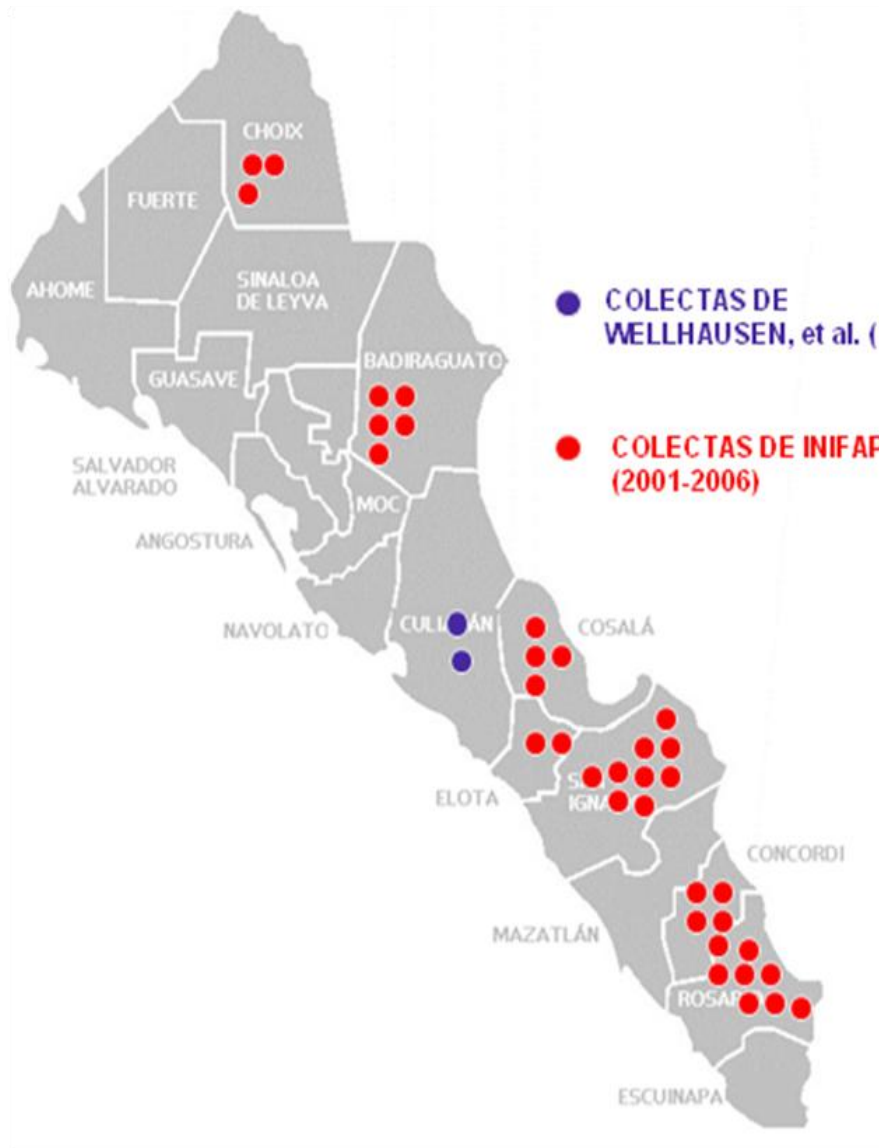 CHOIX
FUERTE
AHOME
SINALOA
DE LEYVA
COLECTAS DE
WELLHAUSEN, et al. (
BADIRAGUATO
GUASAVE
COLECTAS DE INIFAP
(2001-2006)
SALVADOR
ALVARADO
MOC
ANGOSTURA
NAVOLATO
COSALÁ
ELOTA
CONCORDI
MAZATLÁN
ESCUINAPA